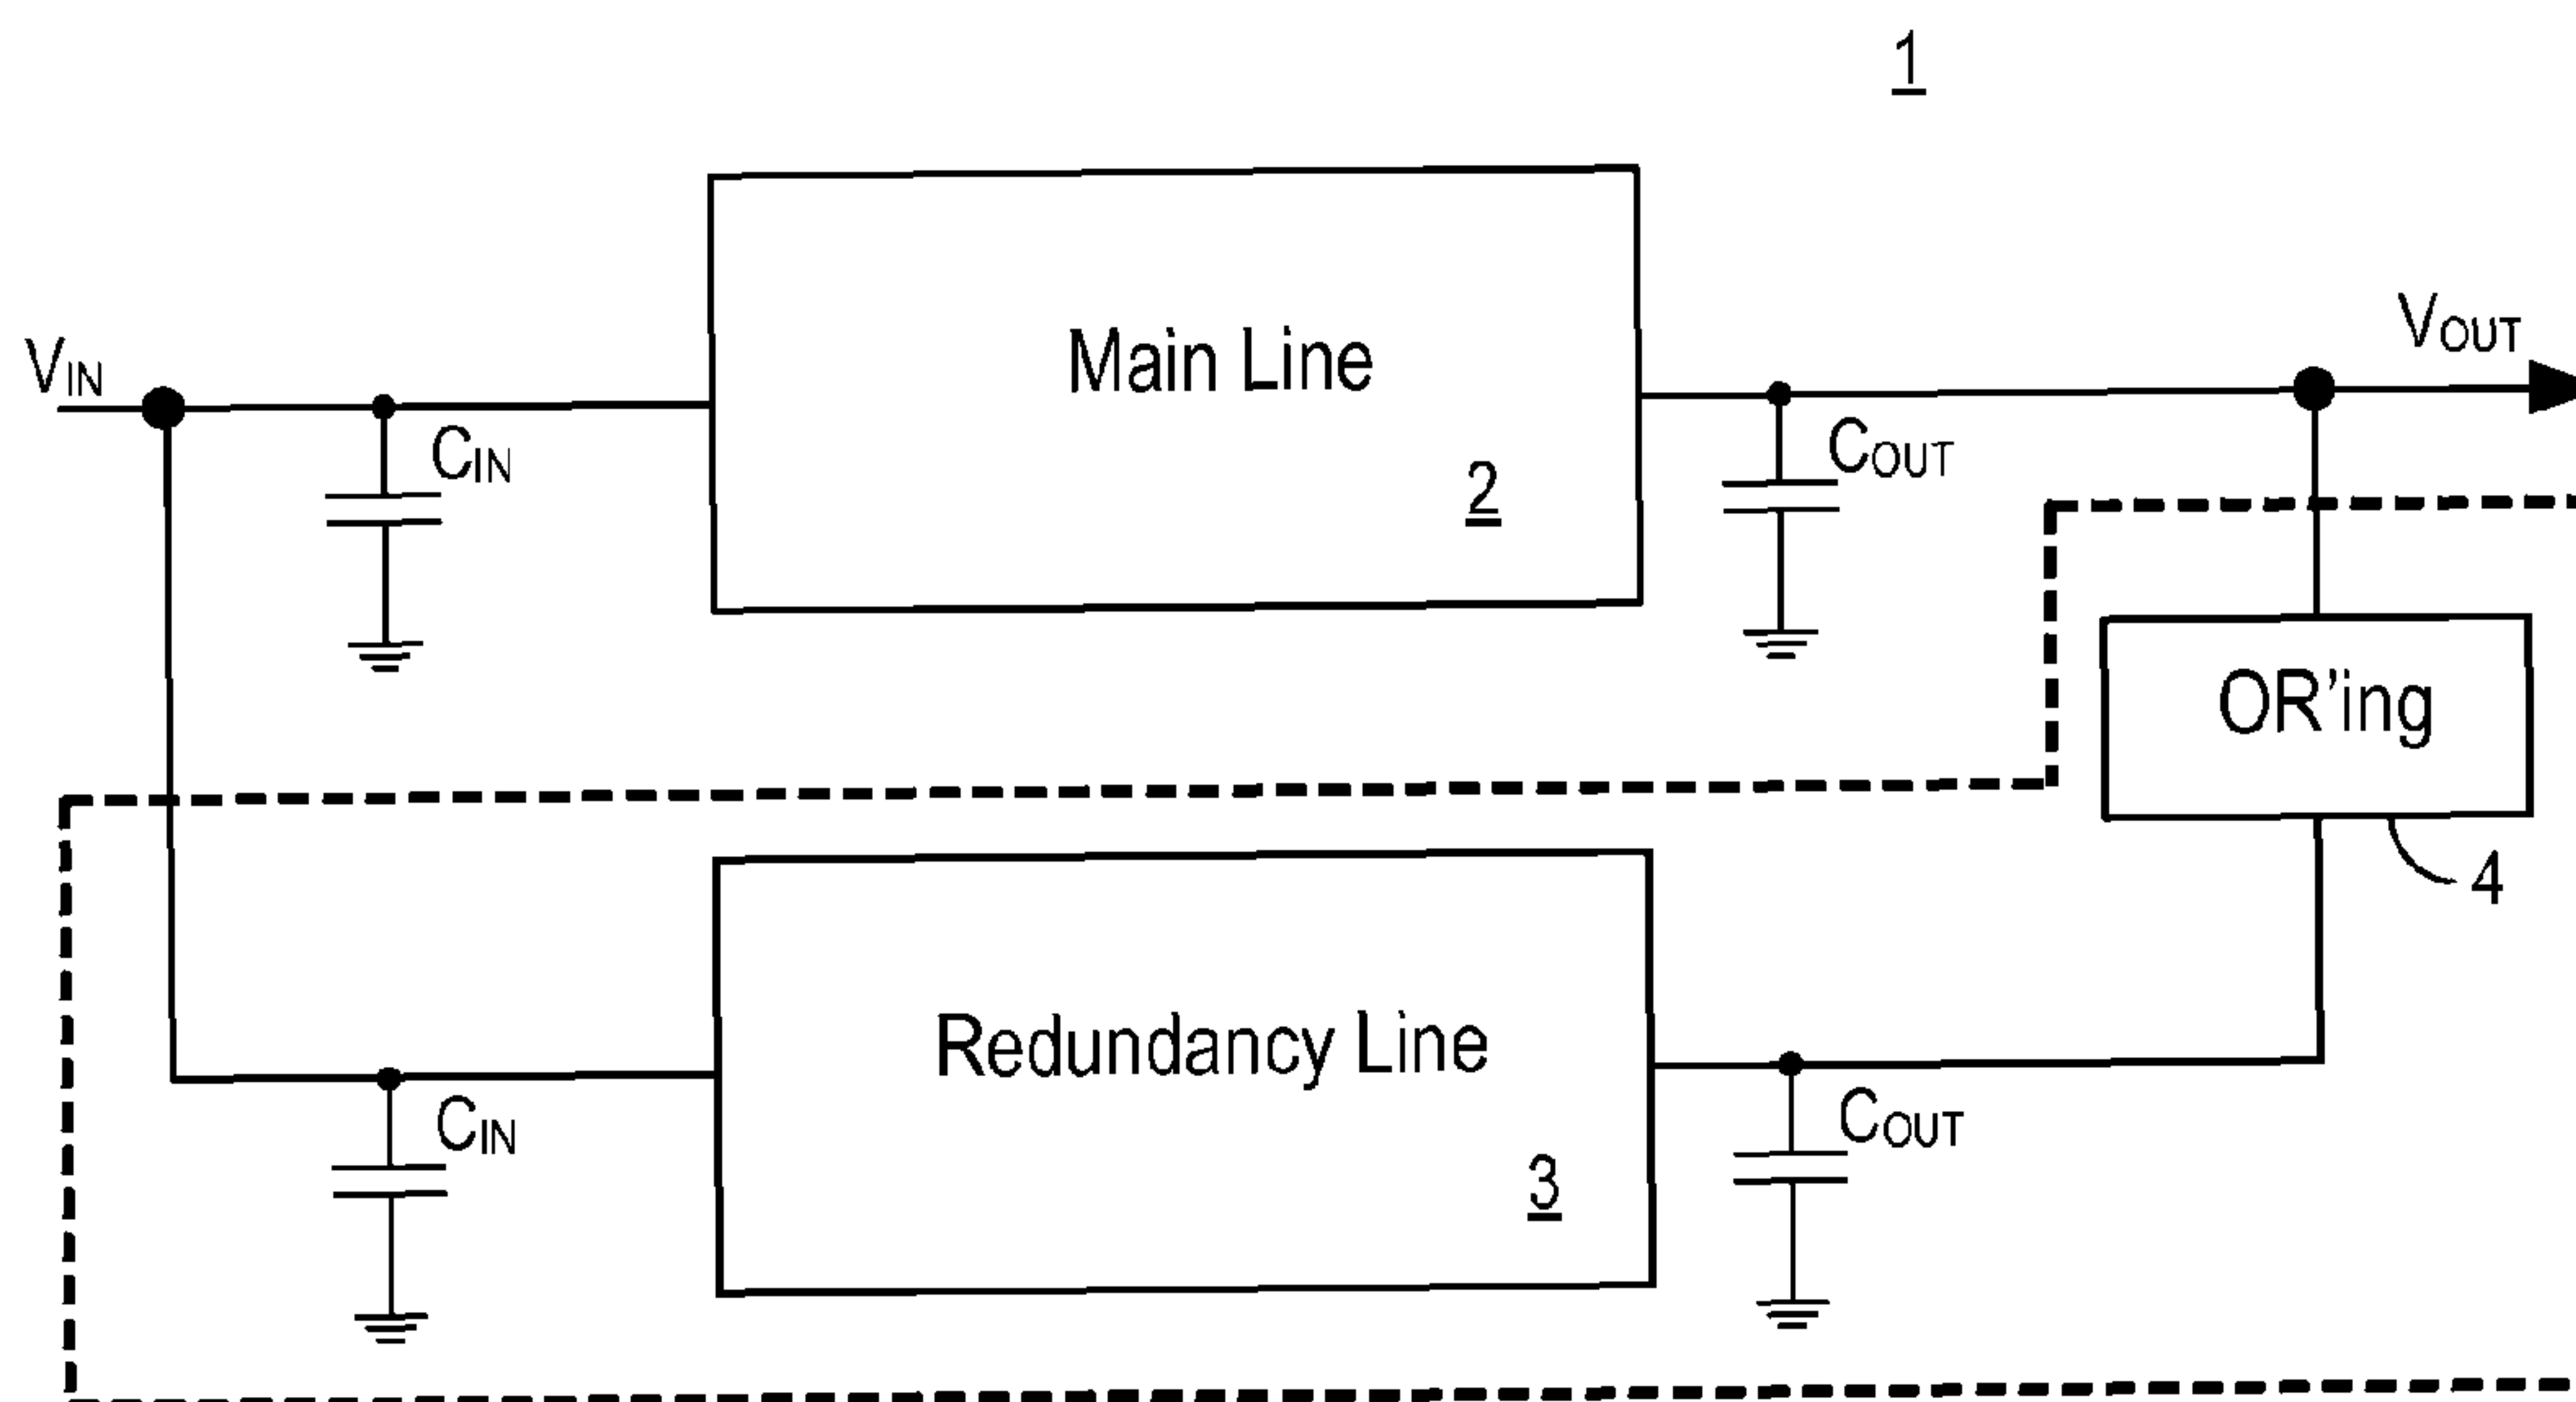 1
Main Line
2
VIN
CIN
COUT
VOUT
OR'ing
4
Redundancy Line
3
CIN
COUT